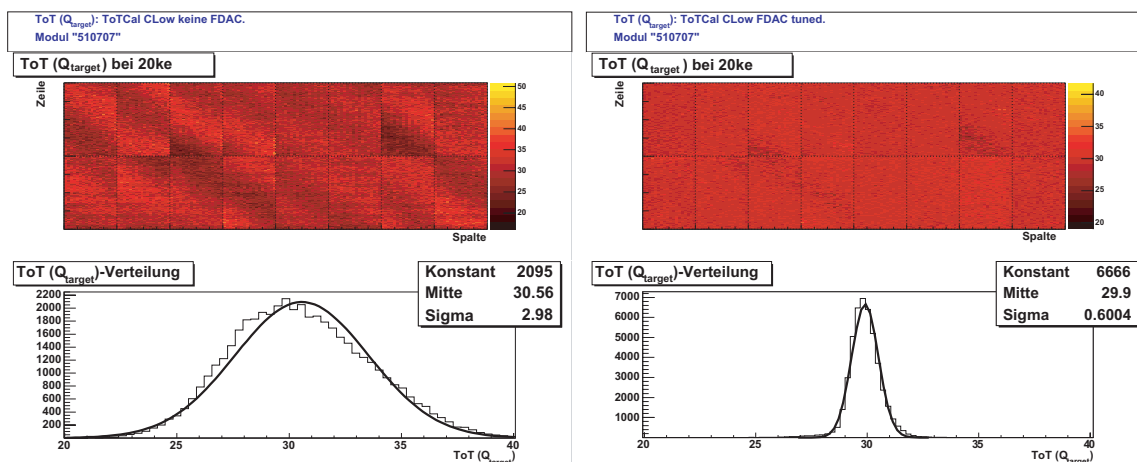 ToT (Qtarget): ToTCal CLow keine FDAC.
Modul "510707"
ToT (Qtarget) bei 20ke
Zeile
50
45
40
35
30
25
20
Spalte
ToT (Qtarget)-Verteilung
Konstant 2095
Mitte 30.56
Sigma 2.98
2200
2000
1800
1600
1400
1200
1000
800
600
400
200
20 25 30 35 40
ToT (Qtarget)
ToT (Qtarget): ToTCal CLow FDAC tuned.
Modul "510707"
ToT (Qtarget) bei 20ke
Zeile
40
35
30
25
20
Spalte
ToT (Qtarget)-Verteilung
Konstant 6666
Mitte 29.9
Sigma 0.6004
7000
6000
5000
4000
3000
2000
1000
20 25 30 35 40
ToT (Qtarget)